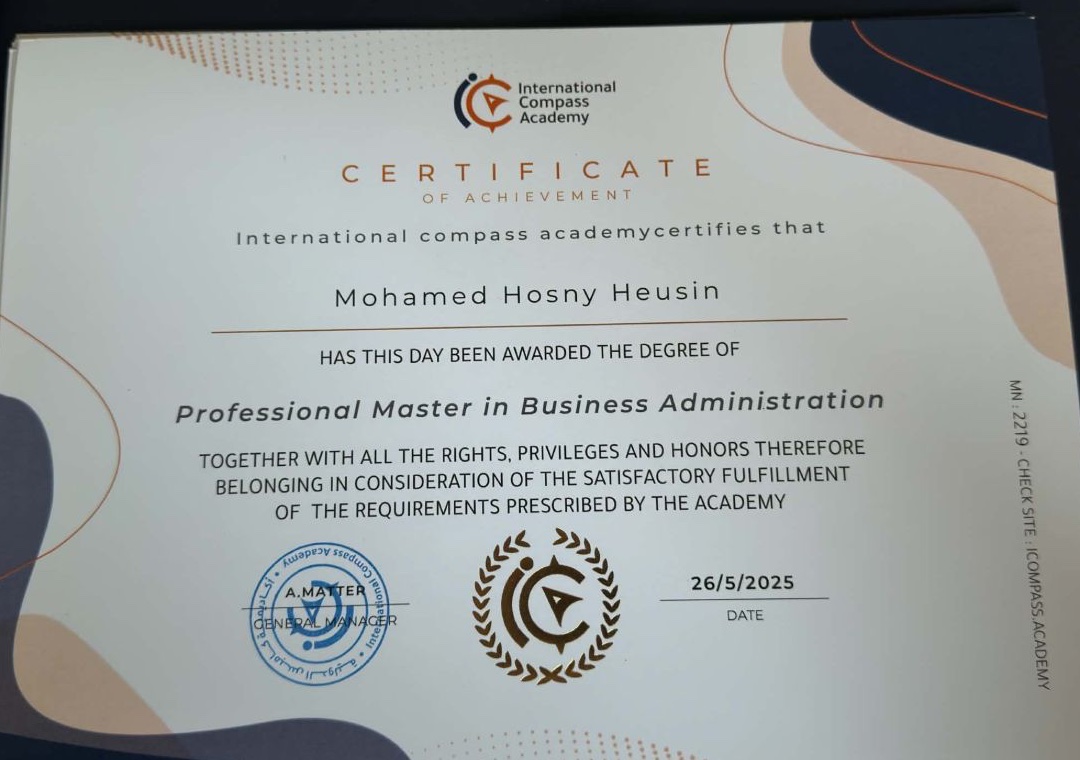 International
Compass
Academy
CERTIFICATE
OF ACHIEVEMENT
International compass academycertifies that
Mohamed Hosny Heusin
HAS THIS DAY BEEN AWARDED THE DEGREE OF
Professional Master in Business Administration
TOGETHER WITH ALL THE RIGHTS, PRIVILEGES AND HONORS THEREFORE
BELONGING IN CONSIDERATION OF THE SATISFACTORY FULFILLMENT
OF THE REQUIREMENTS PRESCRIBED BY THE ACADEMY
International Compass Academy
A.MATTER
GENERAL MANAGER
26/5/2025
DATE
MN : 2219 - CHECK SITE : ICOMPASS.ACADEMY